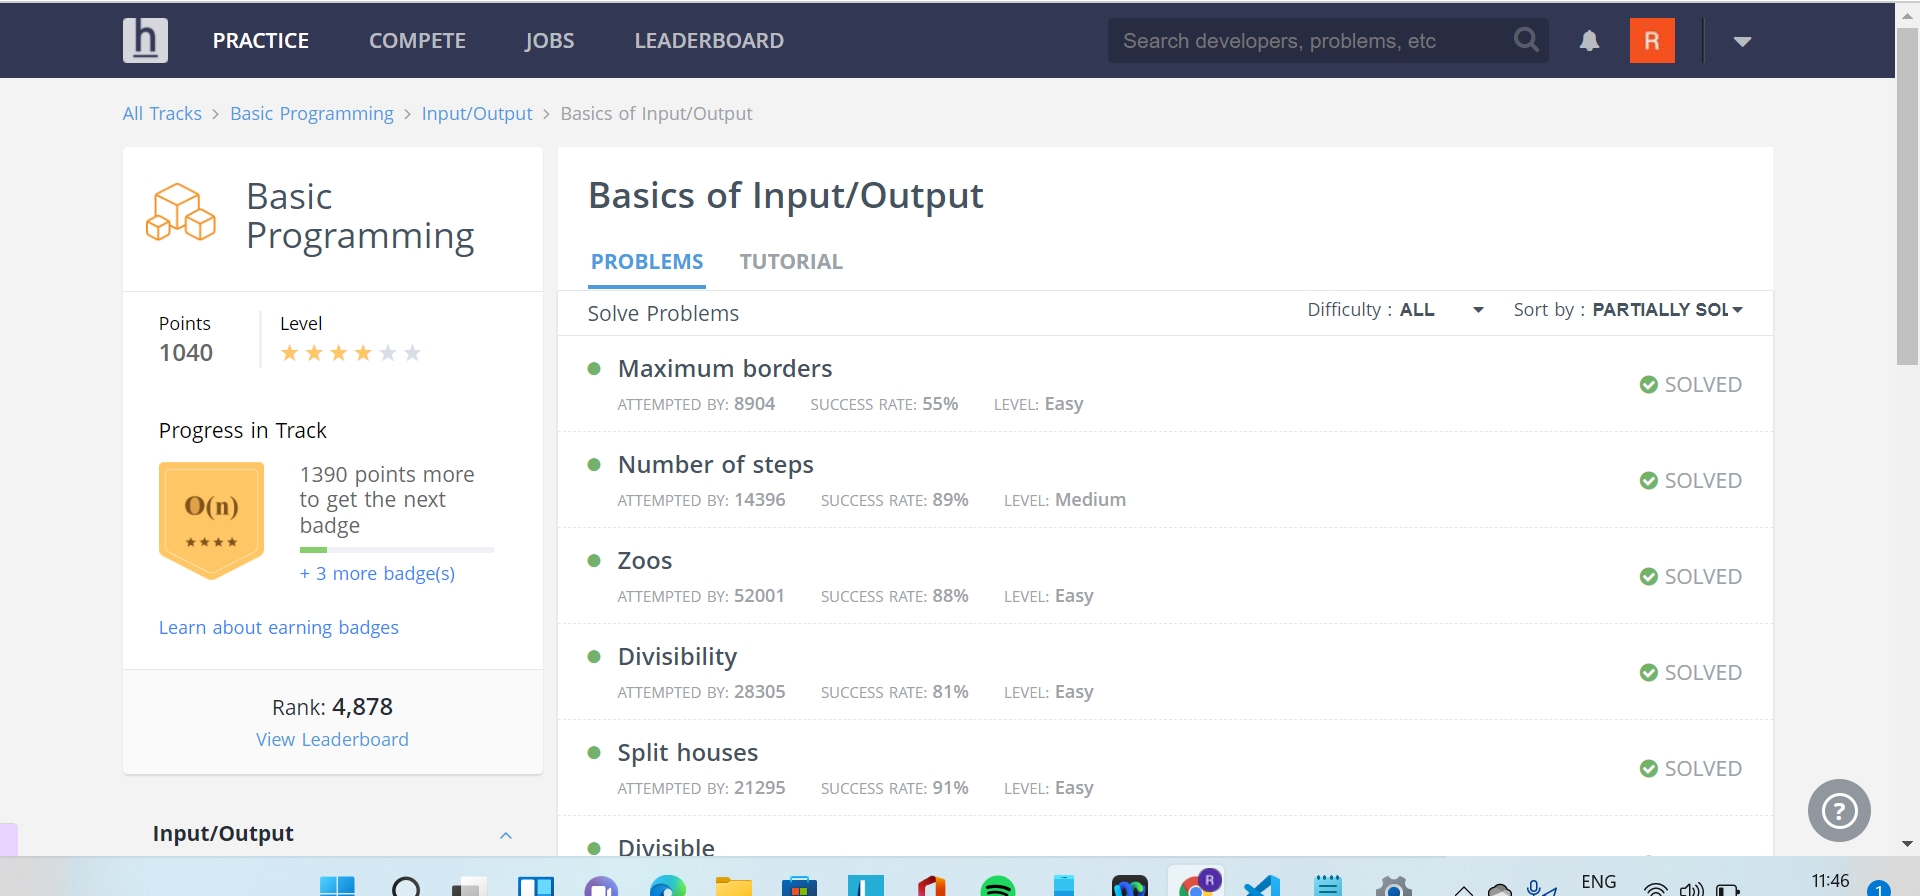 h PRACTICE COMPETE JOBS LEADERBOARD Search developers, problems, etc R
All Tracks > Basic Programming > Input/Output > Basics of Input/Output
Basic
Programming
Points Level
1040
Progress in Track
O(n)
1390 points more
to get the next
badge
+ 3 more badge(s)
Learn about earning badges
Rank: 4,878
View Leaderboard
Input/Output
Basics of Input/Output
PROBLEMS TUTORIAL
Solve Problems Difficulty : ALL Sort by : PARTIALLY SOL
Maximum borders
ATTEMPTED BY: 8904 SUCCESS RATE: 55% LEVEL: Easy
SOLVED
Number of steps
ATTEMPTED BY: 14396 SUCCESS RATE: 89% LEVEL: Medium
SOLVED
Zoos
ATTEMPTED BY: 52001 SUCCESS RATE: 88% LEVEL: Easy
SOLVED
Divisibility
ATTEMPTED BY: 28305 SUCCESS RATE: 81% LEVEL: Easy
SOLVED
Split houses
ATTEMPTED BY: 21295 SUCCESS RATE: 91% LEVEL: Easy
SOLVED
Divisible
?
R
ENG
11:46
1